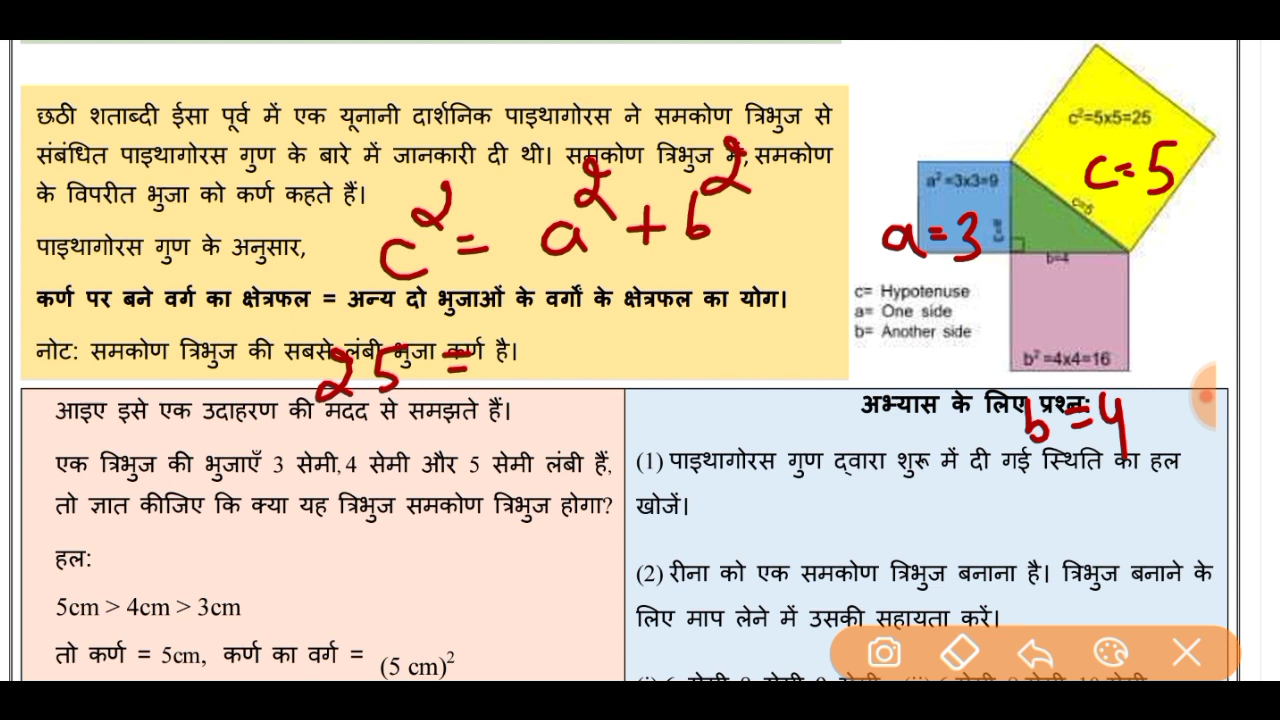 छठी शताब्दी ईसा पूर्व में एक यूनानी दार्शनिक पाइथागोरस ने समकोण त्रिभुज से
संबंधित पाइथागोरस गुण के बारे में जानकारी दी थी। समकोण त्रिभुज में, समकोण
के विपरीत भुजा को कर्ण कहते हैं।
c² = a² + b²
पाइथागोरस गुण के अनुसार,
कर्ण पर बने वर्ग का क्षेत्रफल = अन्य दो भुजाओं के वर्गों के क्षेत्रफल का योग।
नोट: समकोण त्रिभुज की सबसे लंबी भुजा कर्ण है।
25 =
c²=5x5=25
c=5
a²=3x3=9
a=3
c=5
b=4
c= Hypotenuse
a= One side
b= Another side
b²=4x4=16
b=4
आइए इसे एक उदाहरण की मदद से समझते हैं।
एक त्रिभुज की भुजाएँ 3 सेमी, 4 सेमी और 5 सेमी लंबी हैं,
तो ज्ञात कीजिए कि क्या यह त्रिभुज समकोण त्रिभुज होगा?
हल:
5cm > 4cm > 3cm
तो कर्ण = 5cm, कर्ण का वर्ग = (5 cm)²
अभ्यास के लिए प्रश्न:
(1) पाइथागोरस गुण द्वारा शुरू में दी गई स्थिति का हल
खोजें।
(2) रीना को एक समकोण त्रिभुज बनाना है। त्रिभुज बनाने के
लिए माप लेने में उसकी सहायता करें।